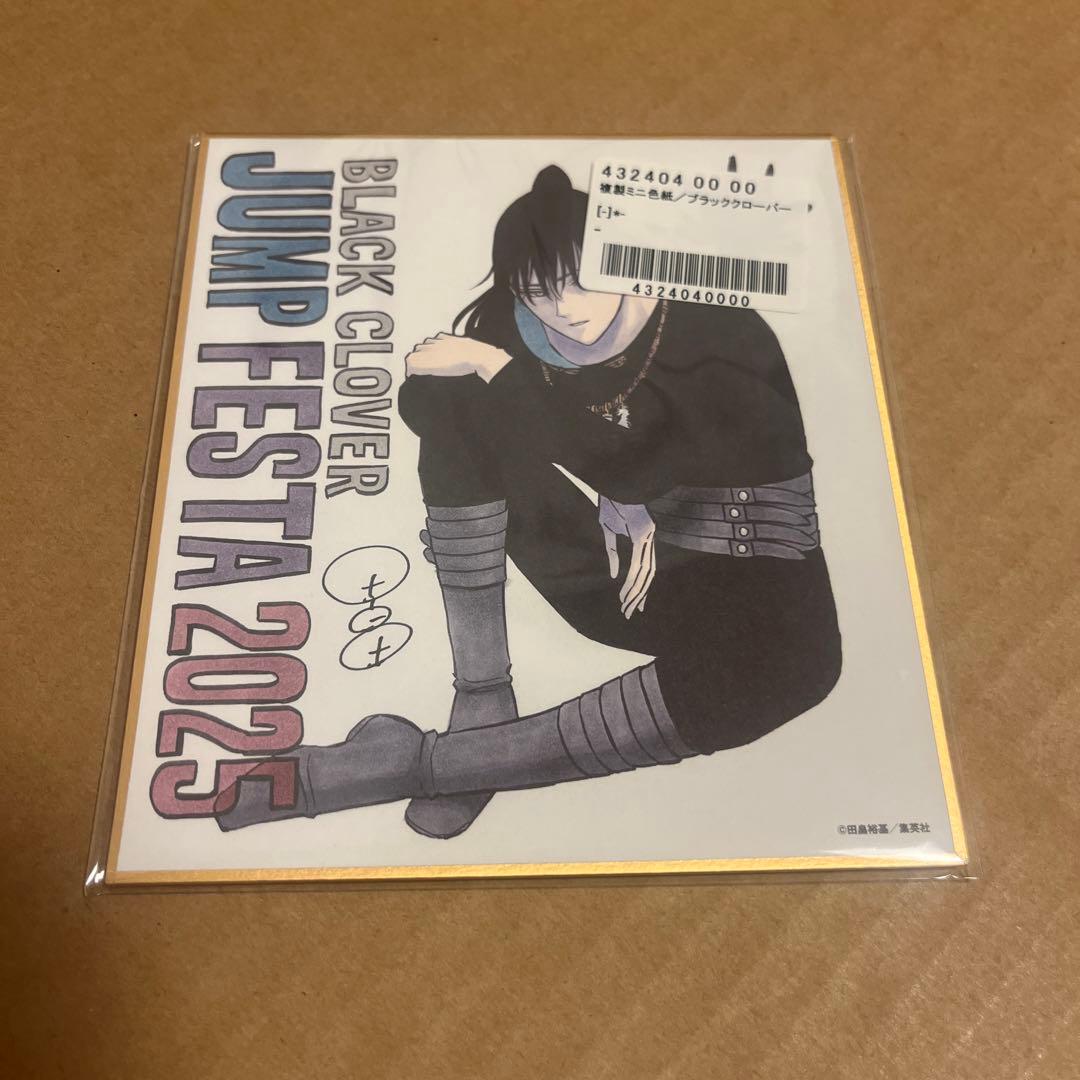 BLACK CLOVER
JUMP FESTA 2025
432404 00 00
複製ミニ色紙／ブラッククローバー
[-]*-
-
4324040000
©田畠裕基／集英社